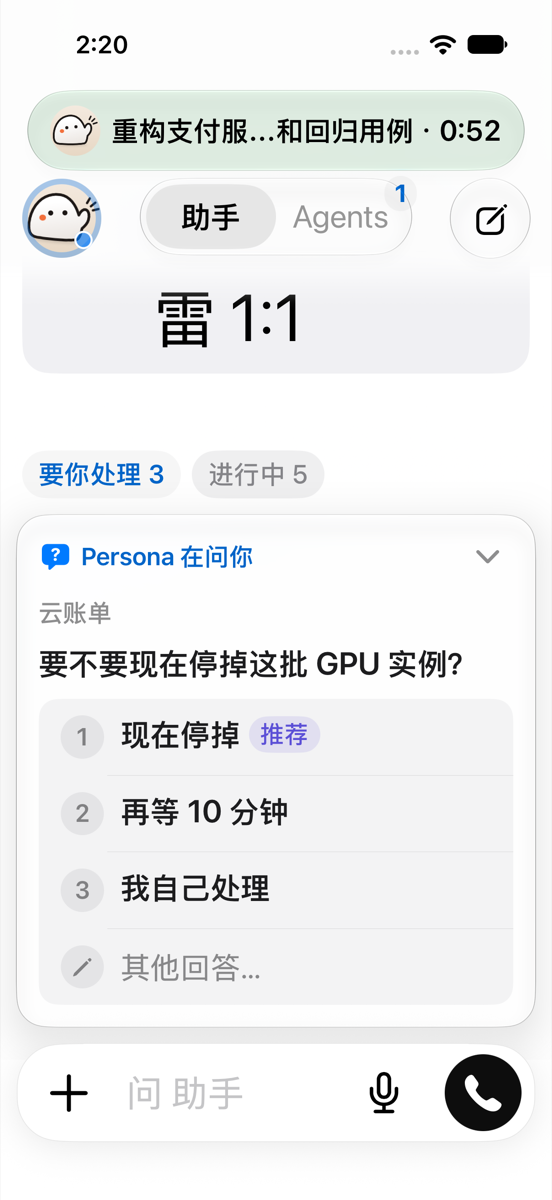 2:20
重构支付服...和回归用例 · 0:52
助手
Agents
1
雷 1:1
要你处理 3
进行中 5
Persona 在问你
云账单
要不要现在停掉这批 GPU 实例?
1 现在停掉 推荐
2 再等 10 分钟
3 我自己处理
其他回答...
问 助手